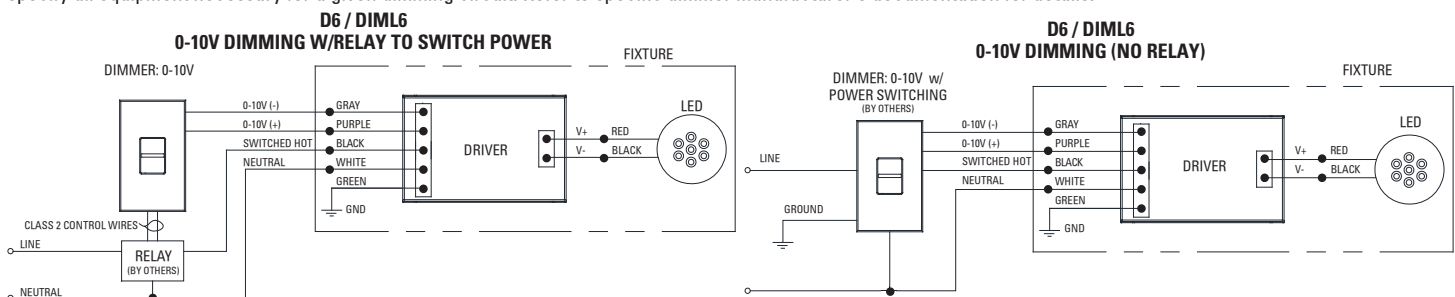 D6 / DIML6
0-10V DIMMING W/RELAY TO SWITCH POWER
FIXTURE
DIMMER: 0-10V
0-10V (-)
GRAY
0-10V (+)
PURPLE
SWITCHED HOT
BLACK
NEUTRAL
WHITE
GREEN
GND
DRIVER
V+
RED
V-
BLACK
LED
CLASS 2 CONTROL WIRES
LINE
RELAY
(BY OTHERS)
NEUTRAL
D6 / DIML6
0-10V DIMMING (NO RELAY)
FIXTURE
DIMMER: 0-10V w/
POWER SWITCHING
(BY OTHERS)
0-10V (-)
GRAY
0-10V (+)
PURPLE
SWITCHED HOT
BLACK
NEUTRAL
WHITE
GREEN
GND
DRIVER
V+
RED
V-
BLACK
LED
LINE
GROUND